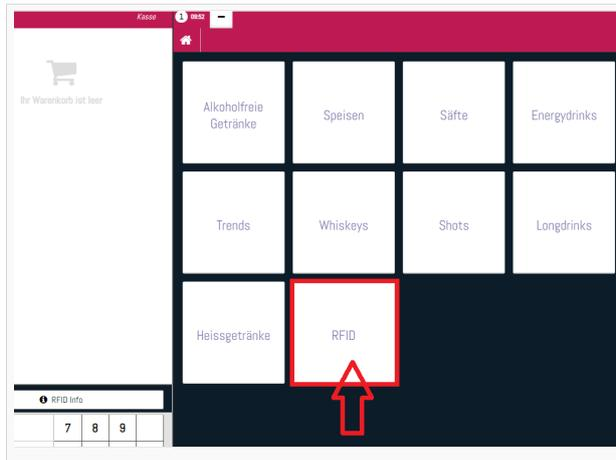 Kasse
1 09:52
Ihr Warenkorb ist leer
Alkoholfreie
Getränke
Speisen
Säfte
Energydrinks
Trends
Whiskeys
Shots
Longdrinks
Heissgetränke
RFID
RFID Info
7 8 9